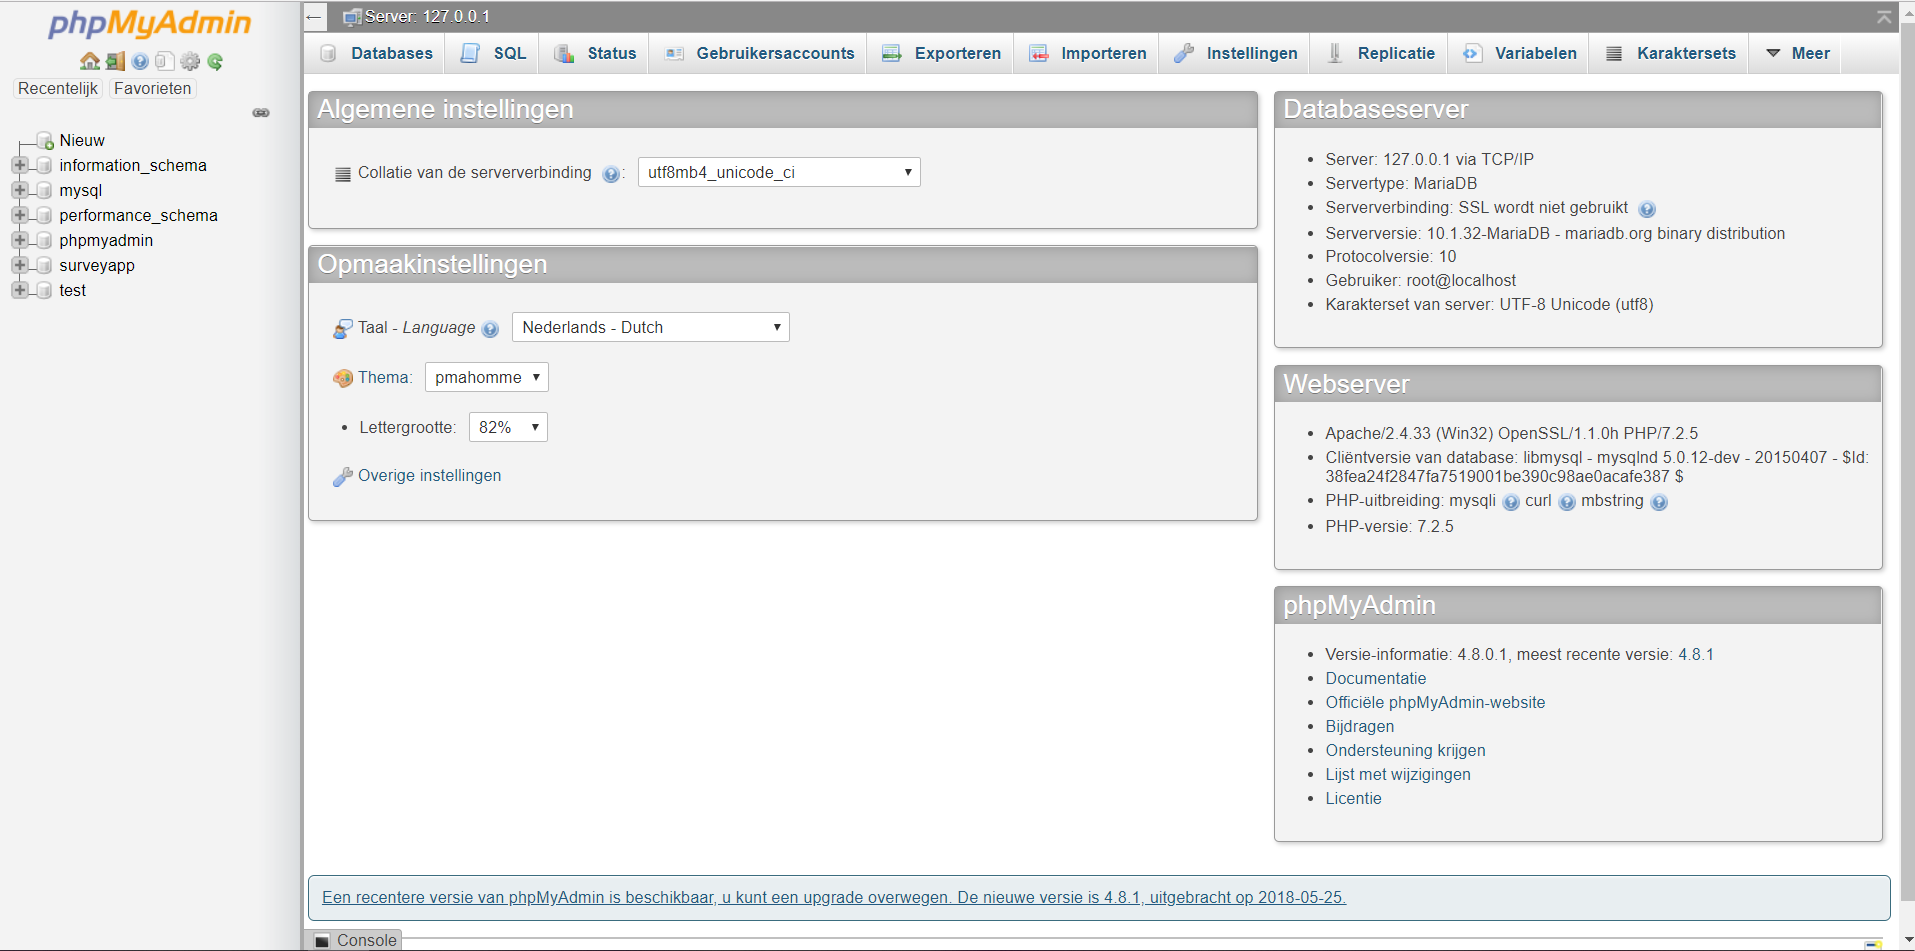 phpMyAdmin
Recentelijk Favorieten
Nieuw
information_schema
mysql
performance_schema
phpmyadmin
surveyapp
test
← Server: 127.0.0.1
Databases SQL Status Gebruikersaccounts Exporteren Importeren Instellingen Replicatie Variabelen Karaktersets Meer
Algemene instellingen
Collatie van de serververbinding : utf8mb4_unicode_ci
Opmaakinstellingen
Taal - Language Nederlands - Dutch
Thema: pmahomme
• Lettergrootte: 82%
Overige instellingen
Databaseserver
• Server: 127.0.0.1 via TCP/IP
• Servertype: MariaDB
• Serververbinding: SSL wordt niet gebruikt
• Serverversie: 10.1.32-MariaDB - mariadb.org binary distribution
• Protocolversie: 10
• Gebruiker: root@localhost
• Karakterset van server: UTF-8 Unicode (utf8)
Webserver
• Apache/2.4.33 (Win32) OpenSSL/1.1.0h PHP/7.2.5
• Cliëntversie van database: libmysql - mysqlnd 5.0.12-dev - 20150407 - $Id:
38fea24f2847fa7519001be390c98ae0acafe387 $
• PHP-uitbreiding: mysqli curl mbstring
• PHP-versie: 7.2.5
phpMyAdmin
• Versie-informatie: 4.8.0.1, meest recente versie: 4.8.1
• Documentatie
• Officiële phpMyAdmin-website
• Bijdragen
• Ondersteuning krijgen
• Lijst met wijzigingen
• Licentie
Een recentere versie van phpMyAdmin is beschikbaar, u kunt een upgrade overwegen. De nieuwe versie is 4.8.1, uitgebracht op 2018-05-25.
Console